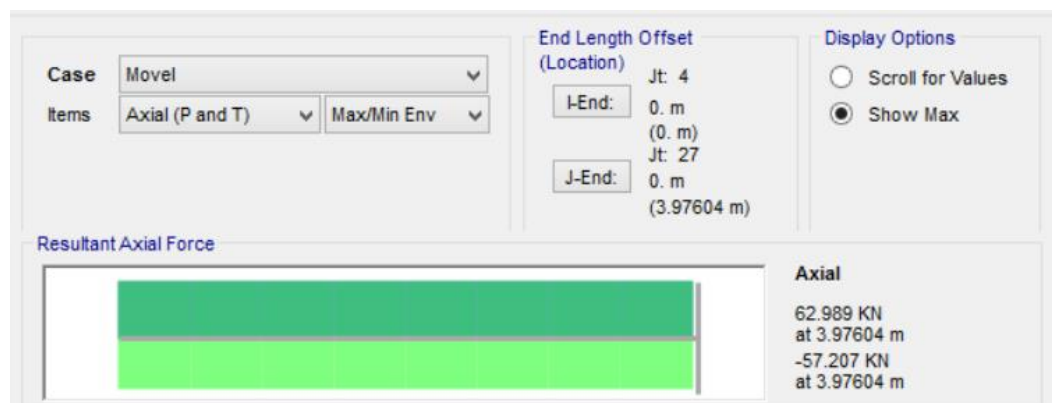 Case Movel
Items Axial (P and T) Max/Min Env
End Length Offset
(Location)
Jt: 4
I-End: 0. m
(0. m)
Jt: 27
J-End: 0. m
(3.97604 m)
Display Options
Scroll for Values
Show Max
Resultant Axial Force
Axial
62.989 KN
at 3.97604 m
-57.207 KN
at 3.97604 m